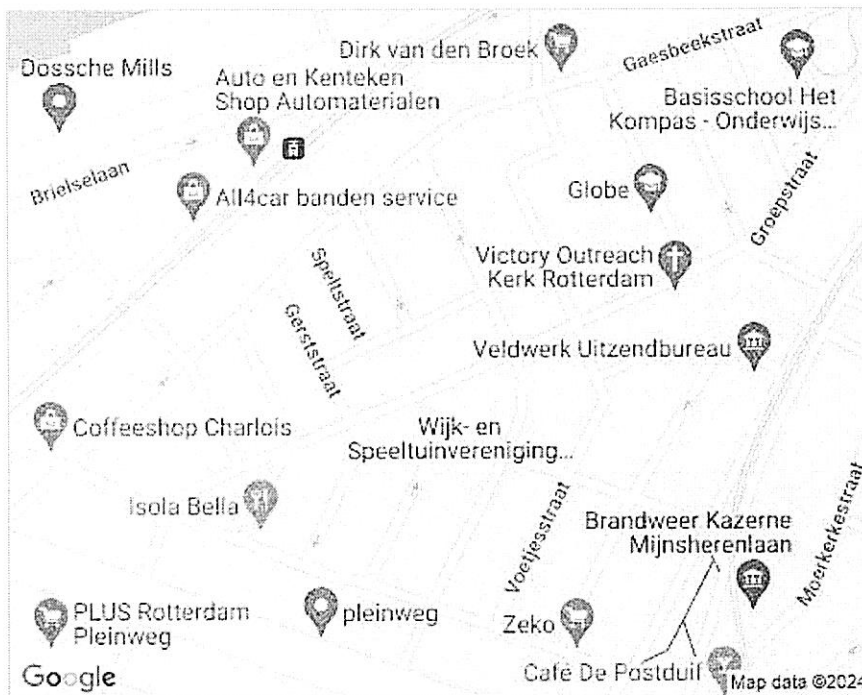 Dirk van den Broek
Gaesbeekstraat
Dossche Mills
Auto en Kenteken
Shop Automaterialen
Basisschool Het
Kompas - Onderwijs...
Brielselaan
All4car banden service
Globe
Groepstraat
Victory Outreach
Kerk Rotterdam
Speltstraat
Gerststraat
Veldwerk Uitzendbureau
Coffeeshop Charlois
Wijk- en
Speeltuinvereniging...
Isola Bella
Voetjesstraat
Brandweer Kazerne
Mijnsherenlaan
Moerkerkestraat
PLUS Rotterdam
Pleinweg
pleinweg
Zeko
Café De Postduif
Google
Map data ©2024